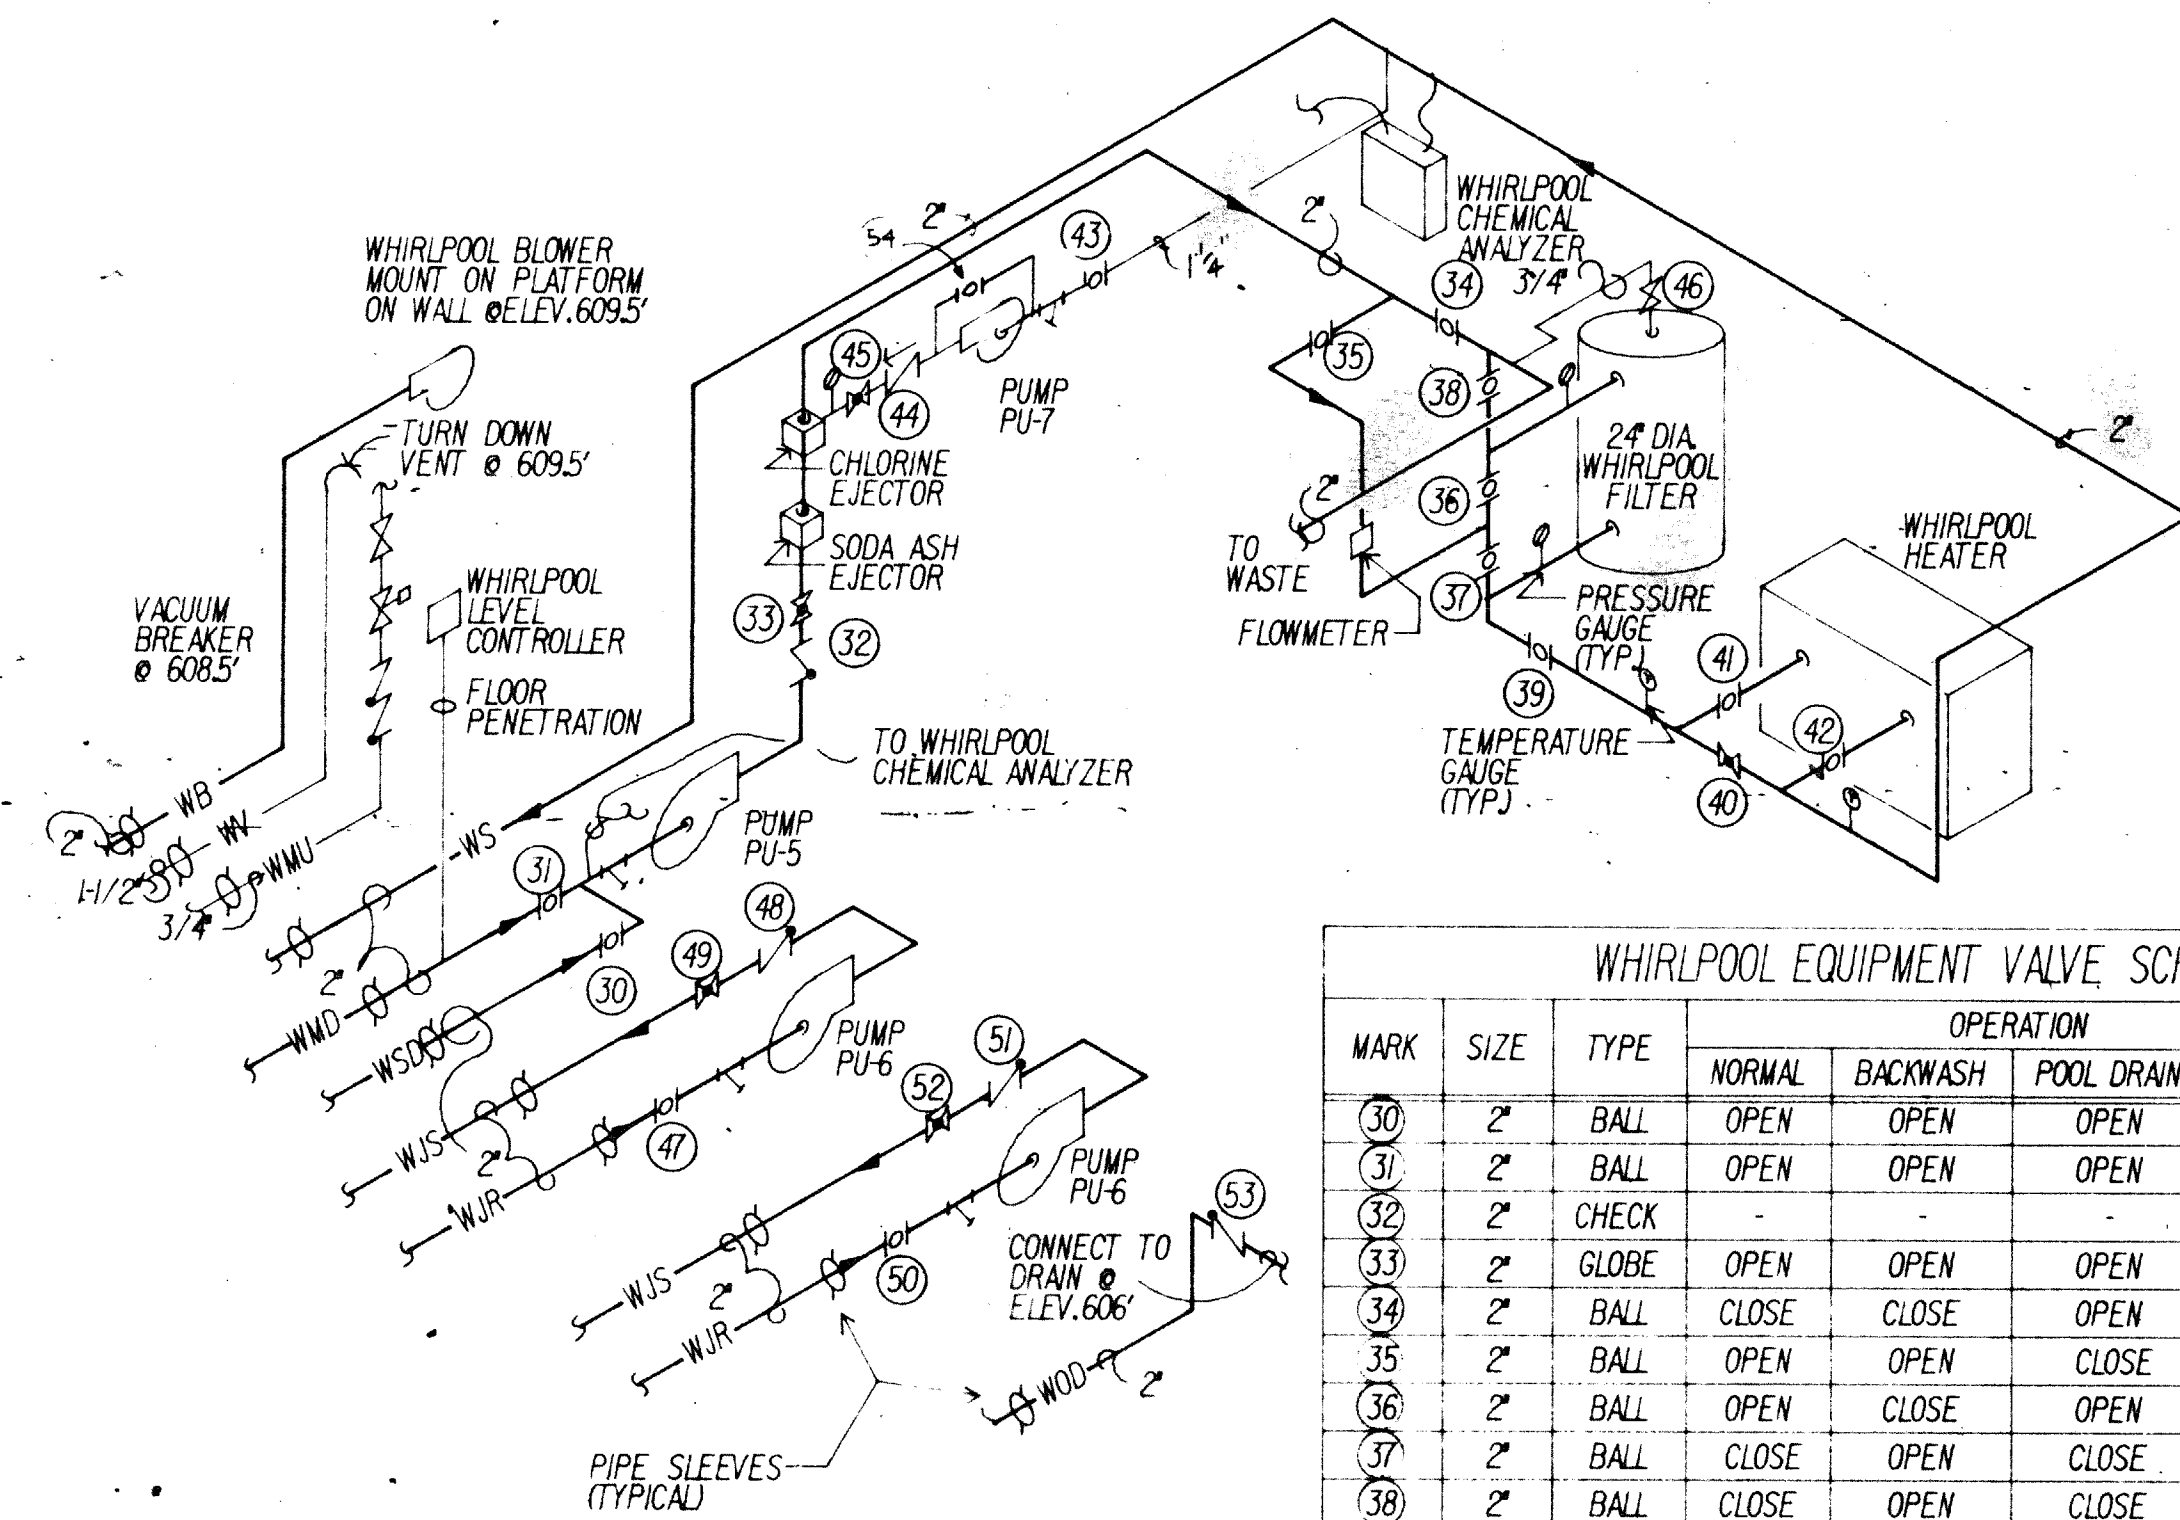 WHIRLPOOL BLOWER
MOUNT ON PLATFORM
ON WALL @ELEV.609.5'
TURN DOWN
VENT @ 609.5'
VACUUM
BREAKER
@ 608.5'
WHIRLPOOL
LEVEL
CONTROLLER
FLOOR
PENETRATION
54
2"
43
1 1/4"
45
44
PUMP
PU-7
CHLORINE
EJECTOR
SODA ASH
EJECTOR
33
32
TO WHIRLPOOL
CHEMICAL ANALYZER
PUMP
PU-5
WHIRLPOOL
CHEMICAL
ANALYZER
2"
34
3/4"
46
35
38
24" DIA.
WHIRLPOOL
FILTER
2"
2"
36
TO
WASTE
37
FLOWMETER
PRESSURE
GAUGE
(TYP.)
WHIRLPOOL
HEATER
39
41
42
40
TEMPERATURE
GAUGE
(TYP.)
2"
WB
1-1/2"
WV
3/4"
WMU
WS
31
2"
WMD
WSD
30
48
49
PUMP
PU-6
WJS
2"
WJR
47
51
52
PUMP
PU-6
WJS
2"
WJR
50
53
CONNECT TO
DRAIN @
ELEV.606'
WOD
2"
PIPE SLEEVES
(TYPICAL)
WHIRLPOOL EQUIPMENT VALVE SCH
MARK SIZE TYPE OPERATION
NORMAL BACKWASH POOL DRAIN
30 2" BALL OPEN OPEN OPEN
31 2" BALL OPEN OPEN OPEN
32 2" CHECK - - -
33 2" GLOBE OPEN OPEN OPEN
34 2" BALL CLOSE CLOSE OPEN
35 2" BALL OPEN OPEN CLOSE
36 2" BALL OPEN CLOSE OPEN
37 2" BALL CLOSE OPEN CLOSE
38 2" BALL CLOSE OPEN CLOSE